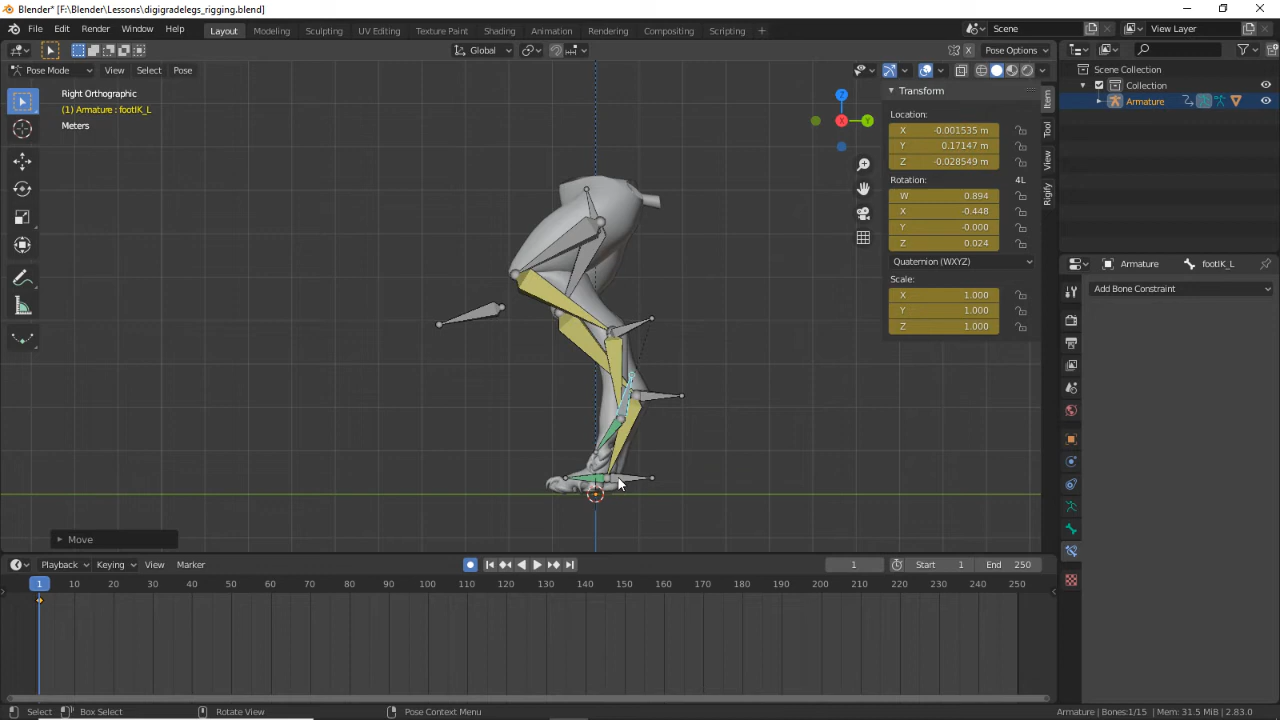 Blender* [F:\Blender\Lessons\digigradelegs_rigging.blend]
File Edit Render Window Help Layout Modeling Sculpting UV Editing Texture Paint Shading Animation Rendering Compositing Scripting + Scene View Layer
Global Pose Options
Pose Mode View Select Pose
Right Orthographic
(1) Armature : footIK_L
Meters
Z
Y
X
Transform
Location:
X -0.001535 m
Y 0.17147 m
Z -0.028549 m
Rotation: 4L
W 0.894
X -0.448
Y -0.000
Z 0.024
Quaternion (WXYZ)
Scale:
X 1.000
Y 1.000
Z 1.000
Item
Tool
View
Rigify
Scene Collection
Collection
Armature
Armature footIK_L
Add Bone Constraint
Move
Playback Keying View Marker 1 Start 1 End 250
1 10 20 30 40 50 60 70 80 90 100 110 120 130 140 150 160 170 180 190 200 210 220 230 240 250
Select Box Select Rotate View Pose Context Menu Armature | Bones:1/15 | Mem: 31.5 MiB | 2.83.0